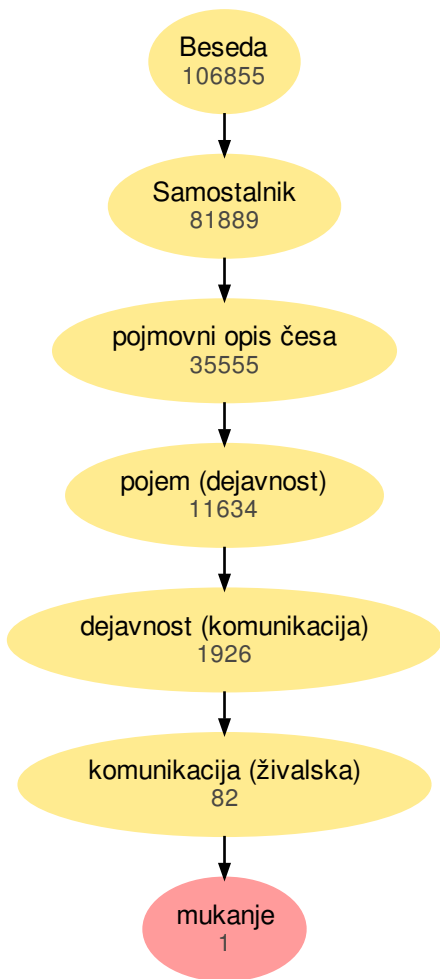 Beseda
106855
Samostalnik
81889
pojmovni opis česa
35555
pojem (dejavnost)
11634
dejavnost (komunikacija)
1926
komunikacija (živalska)
82
mukanje
1